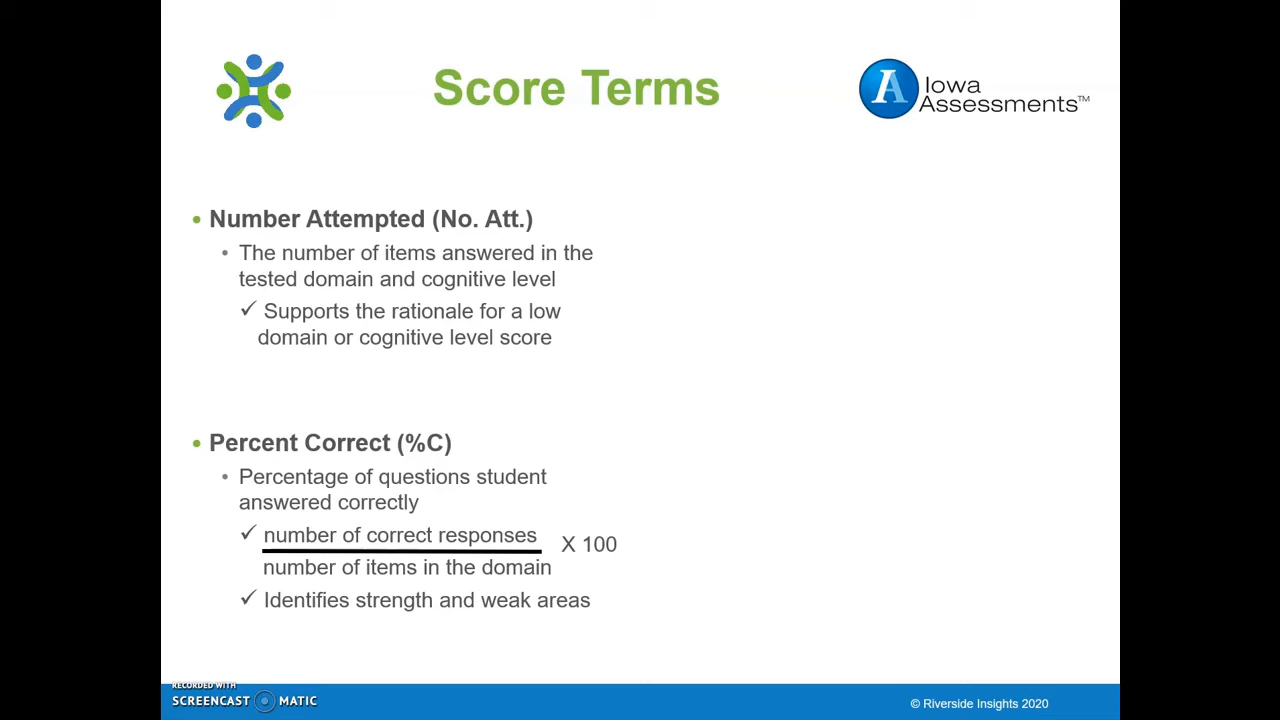 Score Terms
A Iowa
Assessments™
• Number Attempted (No. Att.)
• The number of items answered in the
tested domain and cognitive level
✓ Supports the rationale for a low
domain or cognitive level score
• Percent Correct (%C)
• Percentage of questions student
answered correctly
✓ number of correct responses
X 100
number of items in the domain
✓ Identifies strength and weak areas
RECORDED WITH
SCREENCAST MATIC
© Riverside Insights 2020